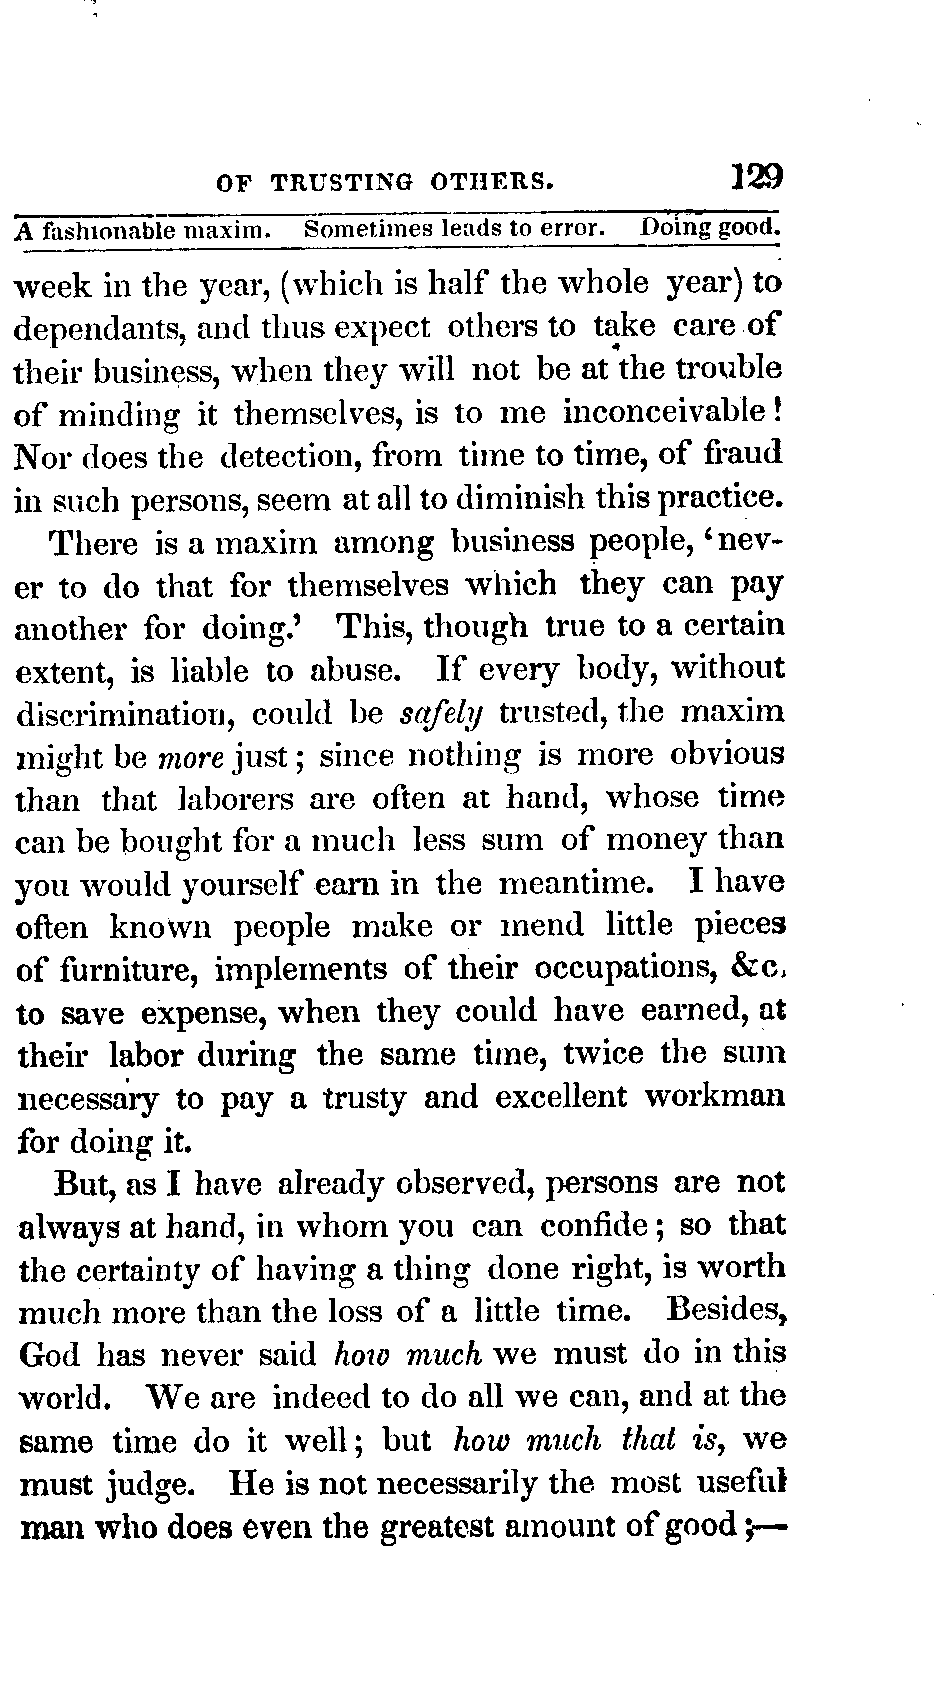 OF TRUSTING OTHERS. 129
A fashionable maxim. Sometimes leads to error. Doing good.
week in the year, (which is half the whole year) to
dependants, and thus expect others to take care of
their business, when they will not be at the trouble
of minding it themselves, is to me inconceivable!
Nor does the detection, from time to time, of fraud
in such persons, seem at all to diminish this practice.
There is a maxim among business people, ‘nev-
er to do that for themselves which they can pay
another for doing.’ This, though true to a certain
extent, is liable to abuse. If every body, without
discrimination, could be safely trusted, the maxim
might be more just; since nothing is more obvious
than that laborers are often at hand, whose time
can be bought for a much less sum of money than
you would yourself earn in the meantime. I have
often known people make or mend little pieces
of furniture, implements of their occupations, &c,
to save expense, when they could have earned, at
their labor during the same time, twice the sum
necessary to pay a trusty and excellent workman
for doing it.
But, as I have already observed, persons are not
always at hand, in whom you can confide; so that
the certainty of having a thing done right, is worth
much more than the loss of a little time. Besides,
God has never said how much we must do in this
world. We are indeed to do all we can, and at the
same time do it well; but how much that is, we
must judge. He is not necessarily the most useful
man who does even the greatest amount of good;—